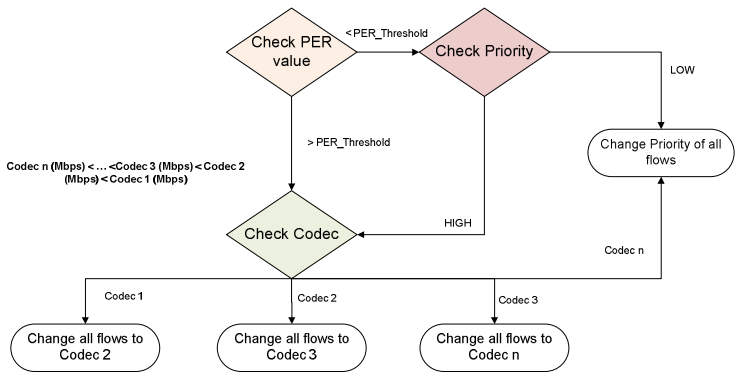 Check PER
value
<PER_Threshold
Check Priority
LOW
Change Priority of all
flows
> PER_Threshold
Codec n (Mbps) < ... <Codec 3 (Mbps) < Codec 2
(Mbps) < Codec 1 (Mbps)
Check Codec
HIGH
Codec n
Codec 1
Codec 2
Codec 3
Change all flows to
Codec 2
Change all flows to
Codec 3
Change all flows to
Codec n